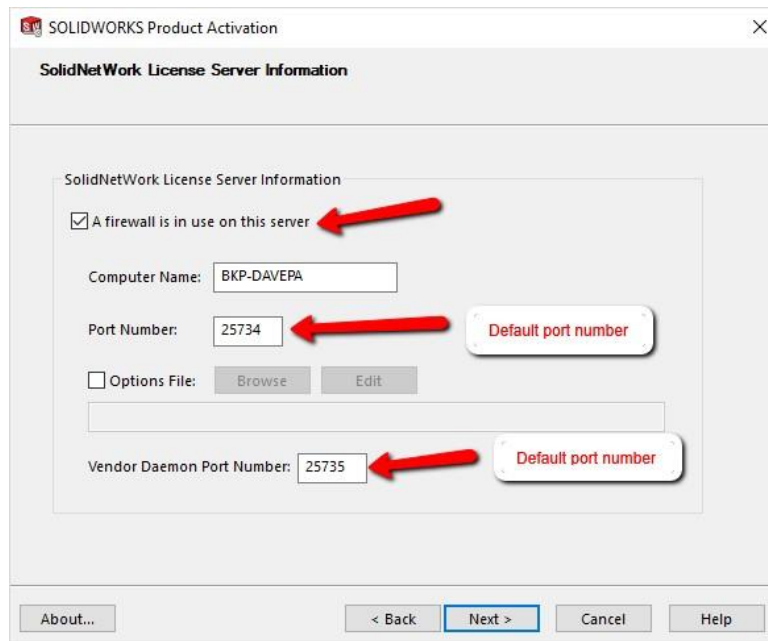 SOLIDWORKS Product Activation
SolidNetWork License Server Information
SolidNetWork License Server Information
A firewall is in use on this server
Computer Name: BKP-DAVEPA
Port Number: 25734 Default port number
Options File: Browse Edit
Vendor Daemon Port Number: 25735 Default port number
About... < Back Next > Cancel Help